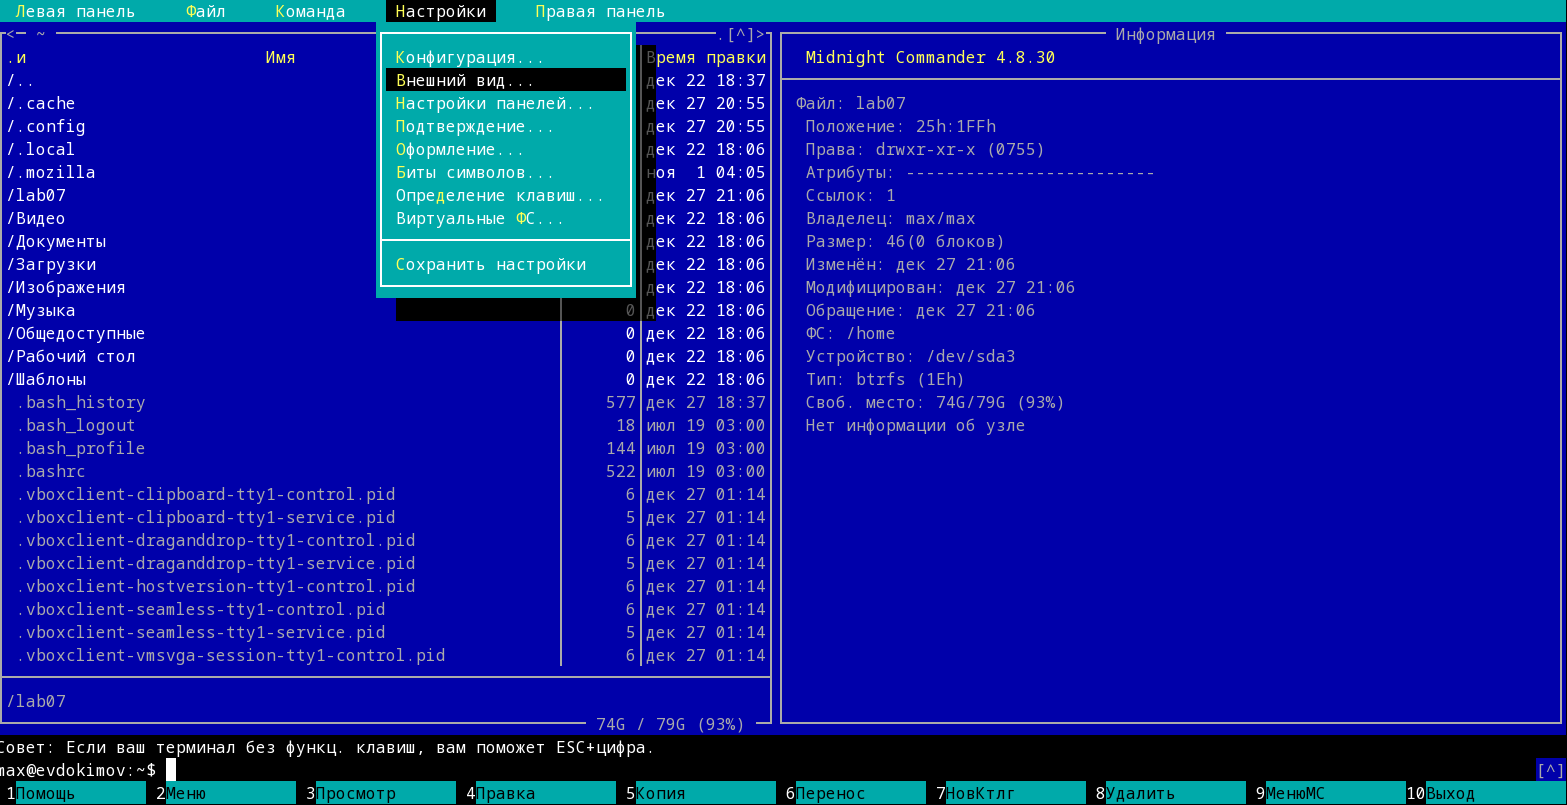 Левая панель Файл Команда Настройки Правая панель
<─ ~ .[^]>
.и Имя Время правки
/.. дек 22 18:37
/.cache дек 27 20:55
/.config дек 27 20:55
/.local дек 22 18:06
/.mozilla ноя 1 04:05
/lab07 дек 27 21:06
/Видео дек 22 18:06
/Документы дек 22 18:06
/Загрузки дек 22 18:06
/Изображения дек 22 18:06
/Музыка 0 дек 22 18:06
/Общедоступные 0 дек 22 18:06
/Рабочий стол 0 дек 22 18:06
/Шаблоны 0 дек 22 18:06
.bash_history 577 дек 27 18:37
.bash_logout 18 июл 19 03:00
.bash_profile 144 июл 19 03:00
.bashrc 522 июл 19 03:00
.vboxclient-clipboard-tty1-control.pid 6 дек 27 01:14
.vboxclient-clipboard-tty1-service.pid 5 дек 27 01:14
.vboxclient-draganddrop-tty1-control.pid 6 дек 27 01:14
.vboxclient-draganddrop-tty1-service.pid 5 дек 27 01:14
.vboxclient-hostversion-tty1-control.pid 6 дек 27 01:14
.vboxclient-seamless-tty1-control.pid 6 дек 27 01:14
.vboxclient-seamless-tty1-service.pid 5 дек 27 01:14
.vboxclient-vmsvga-session-tty1-control.pid 6 дек 27 01:14
/lab07
74G / 79G (93%)
Конфигурация...
Внешний вид...
Настройки панелей...
Подтверждение...
Оформление...
Биты символов...
Определение клавиш...
Виртуальные ФС...
Сохранить настройки
Информация
Midnight Commander 4.8.30
Файл: lab07
Положение: 25h:1FFh
Права: drwxr-xr-x (0755)
Атрибуты: -------------------------
Ссылок: 1
Владелец: max/max
Размер: 46(0 блоков)
Изменён: дек 27 21:06
Модифицирован: дек 27 21:06
Обращение: дек 27 21:06
ФС: /home
Устройство: /dev/sda3
Тип: btrfs (1Eh)
Своб. место: 74G/79G (93%)
Нет информации об узле
Совет: Если ваш терминал без функц. клавиш, вам поможет ESC+цифра.
max@evdokimov:~$ [^]
1Помощь 2Меню 3Просмотр 4Правка 5Копия 6Перенос 7НовКтлг 8Удалить 9МенюMC 10Выход